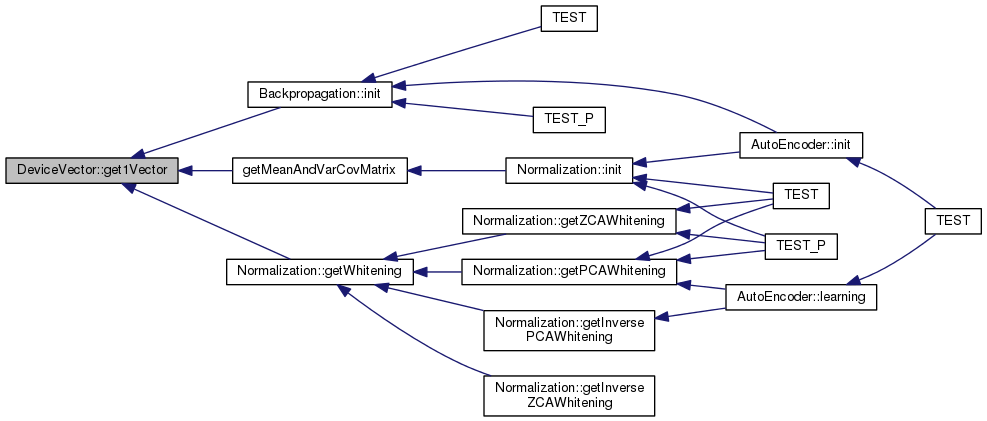 TEST
Backpropagation::init
TEST_P
AutoEncoder::init
DeviceVector::get1Vector
getMeanAndVarCovMatrix
Normalization::init
TEST
Normalization::getZCAWhitening
TEST
TEST_P
Normalization::getWhitening
Normalization::getPCAWhitening
AutoEncoder::learning
Normalization::getInverse
PCAWhitening
Normalization::getInverse
ZCAWhitening